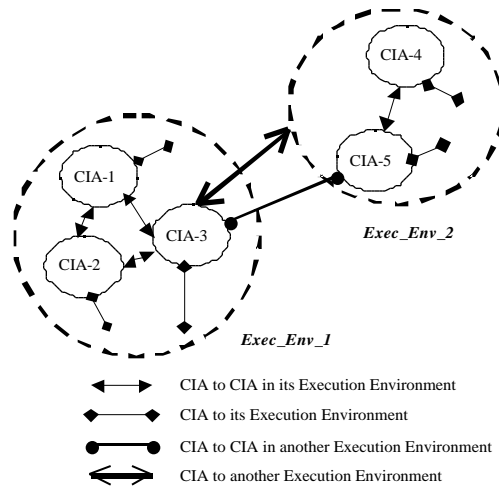 CIA-4
CIA-5
CIA-1
CIA-3
CIA-2
Exec_Env_2
Exec_Env_1
CIA to CIA in its Execution Environment
CIA to its Execution Environment
CIA to CIA in another Execution Environment
CIA to another Execution Environment